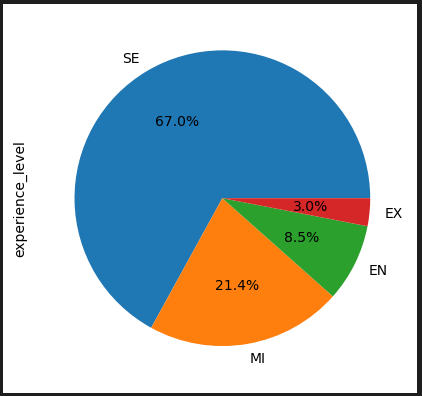 SE
67.0%
experience_level
3.0%
EX
8.5%
EN
21.4%
MI